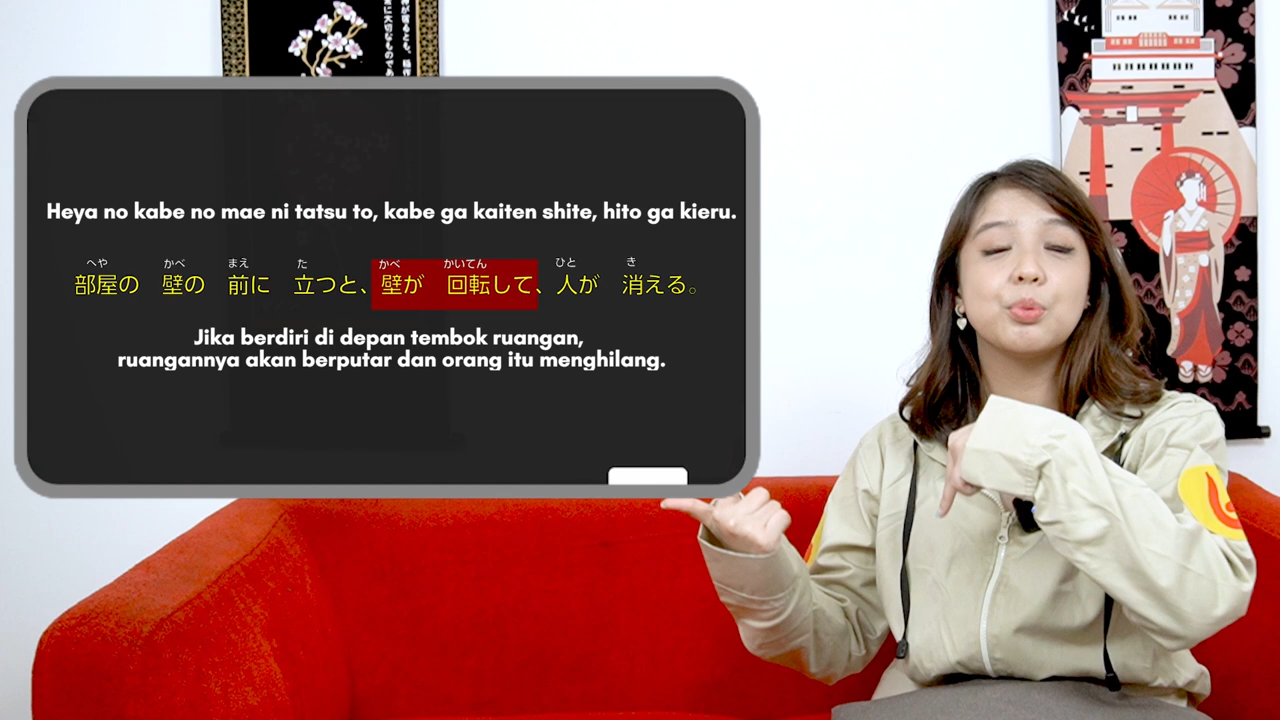 Heya no kabe no mae ni tatsu to, kabe ga kaiten shite, hito ga kieru.
へや かべ まえ た かべ かいてん ひと き
部屋の 壁の 前に 立つと、壁が 回転して、人が 消える。
Jika berdiri di depan tembok ruangan,
ruangannya akan berputar dan orang itu menghilang.